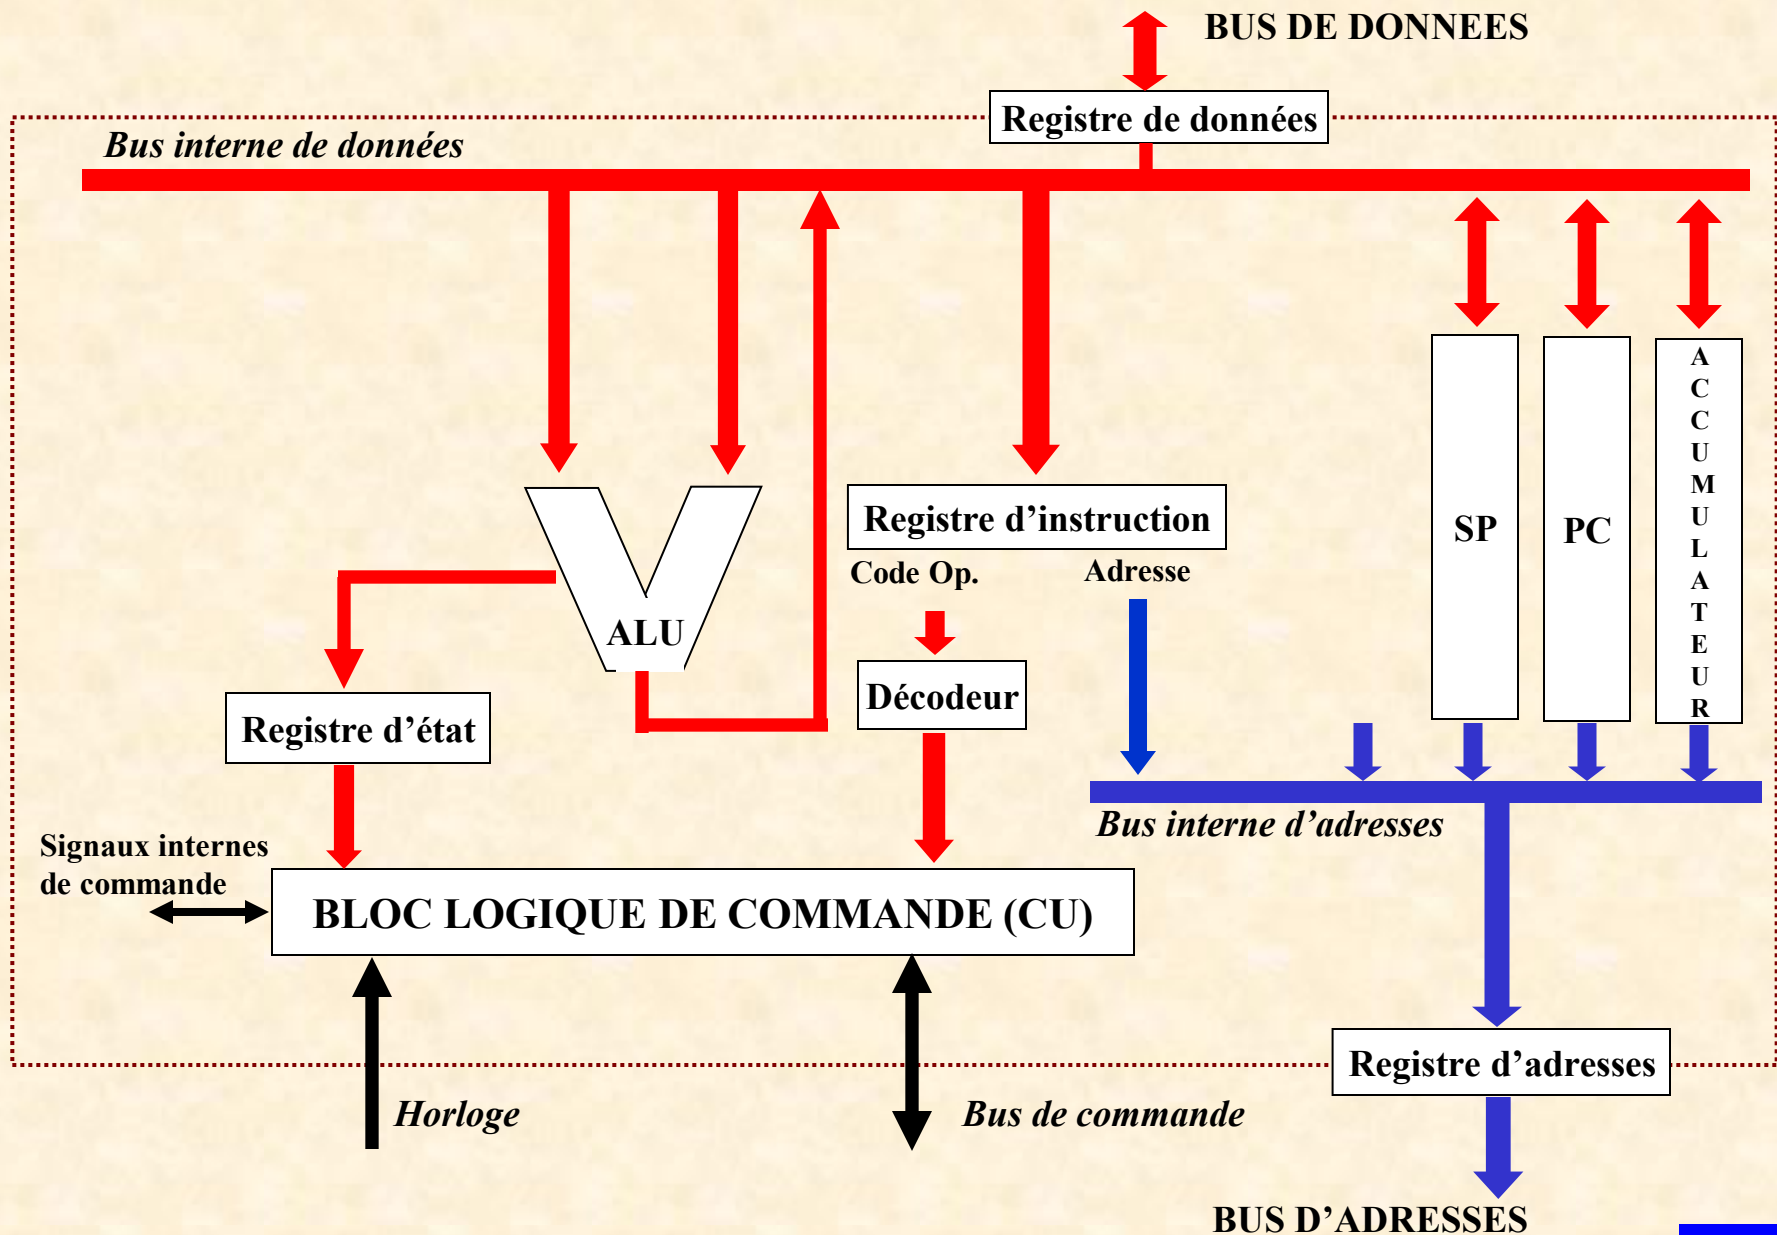 BUS DE DONNEES
Registre de données
Bus interne de données
ACCUMULATEUR
SP
PC
Registre d’instruction
Code Op.
Adresse
ALU
Décodeur
Registre d’état
Bus interne d’adresses
Signaux internes
de commande
BLOC LOGIQUE DE COMMANDE (CU)
Registre d’adresses
Horloge
Bus de commande
BUS D’ADRESSES